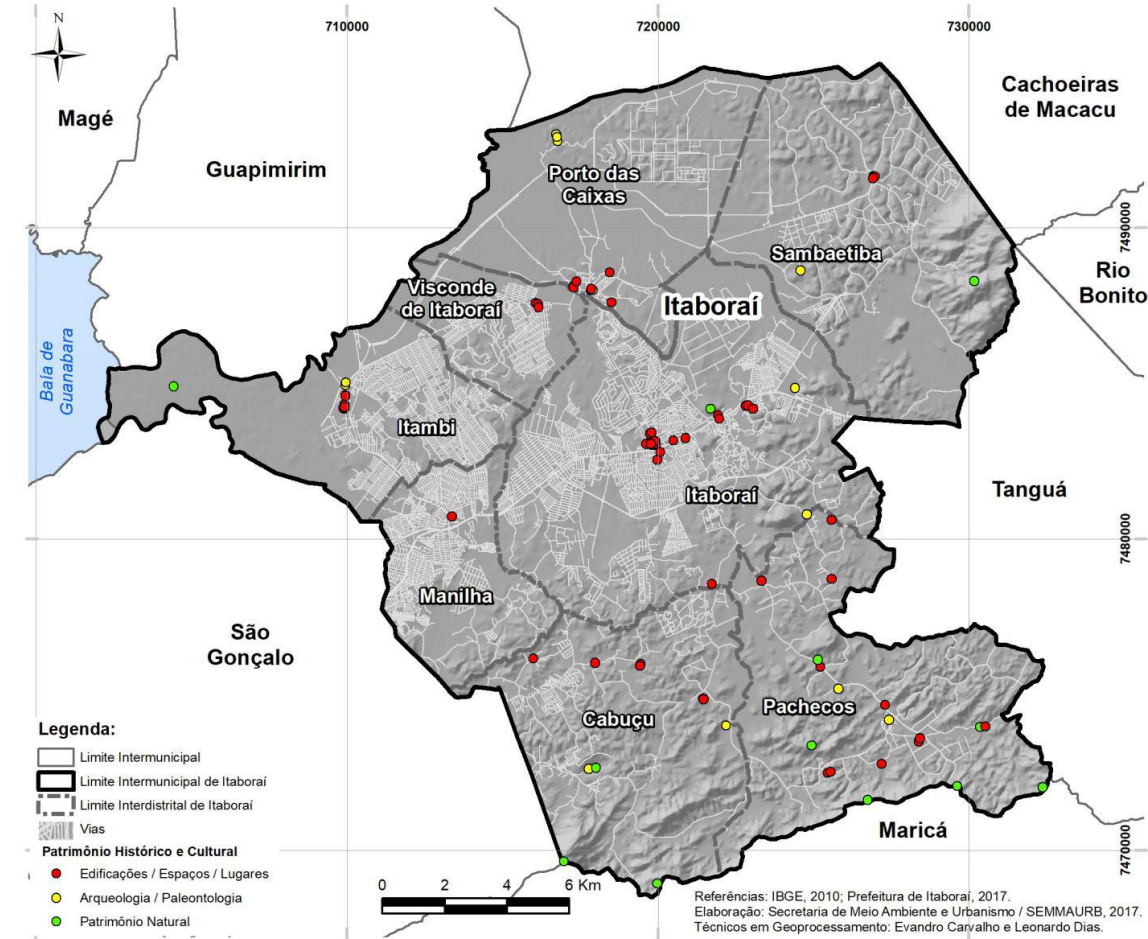 N
710000
720000
730000
Cachoeiras
de Macacu
Magé
Guapimirim
Porto das
Caixas
7490000
Sambaetiba
Rio
Bonito
Visconde
de Itaboraí
Itaboraí
Baia de
Guanabara
Itambi
Itaboraí
Tanguá
7480000
Manilha
São
Gonçalo
Cabuçu
Pachecos
Maricá
7470000
Legenda:
Limite Intermunicipal
Limite Intermunicipal de Itaboraí
Limite Interdistrital de Itaboraí
Vias
Patrimônio Histórico e Cultural
Edificações / Espaços / Lugares
Arqueologia / Paleontologia
Patrimônio Natural
0 2 4 6 Km
Referências: IBGE, 2010; Prefeitura de Itaboraí, 2017.
Elaboração: Secretaria de Meio Ambiente e Urbanismo / SEMMAURB, 2017.
Técnicos em Geoprocessamento: Evandro Carvalho e Leonardo Dias.